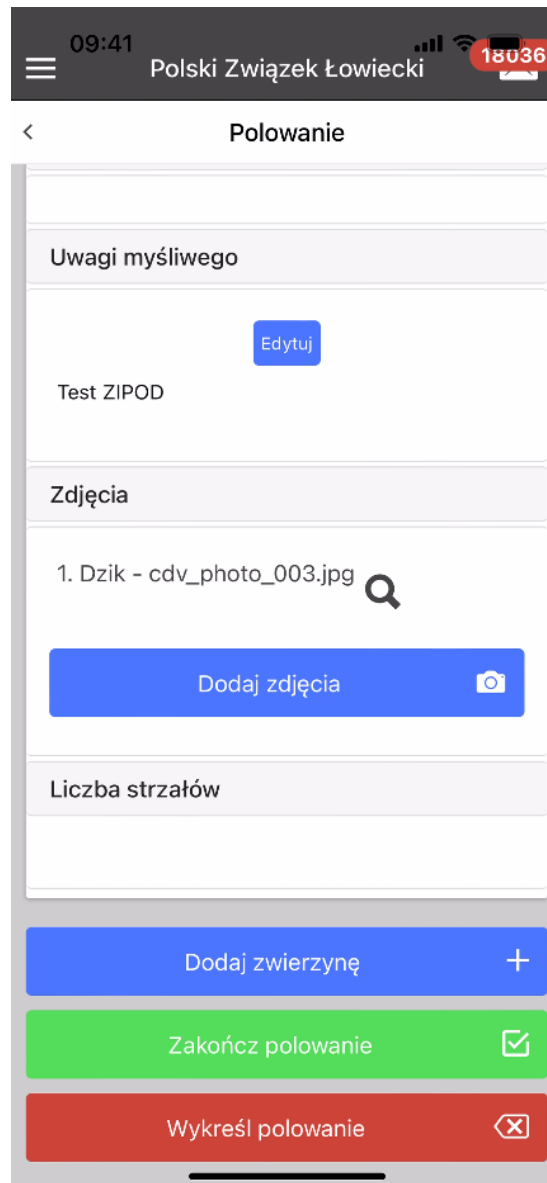 09:41
Polski Związek Łowiecki
18036
Polowanie
Uwagi myśliwego
Edytuj
Test ZIPOD
Zdjęcia
1. Dzik - cdv_photo_003.jpg
Dodaj zdjęcia
Liczba strzałów
Dodaj zwierzynę
Zakończ polowanie
Wykreśl polowanie